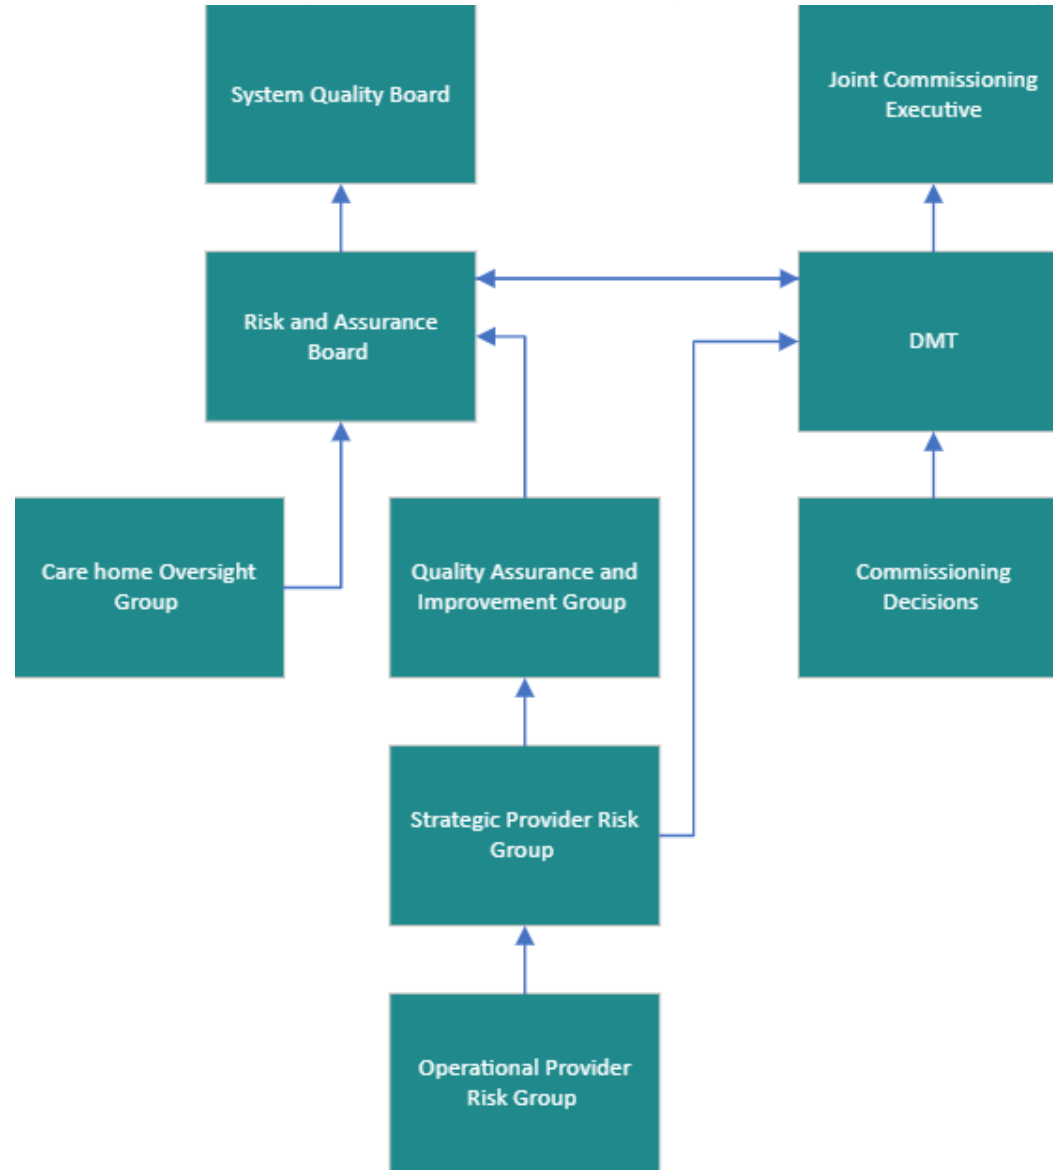 System Quality Board
Joint Commissioning
Executive
Risk and Assurance
Board
DMT
Care home Oversight
Group
Quality Assurance and
Improvement Group
Commissioning
Decisions
Strategic Provider Risk
Group
Operational Provider
Risk Group